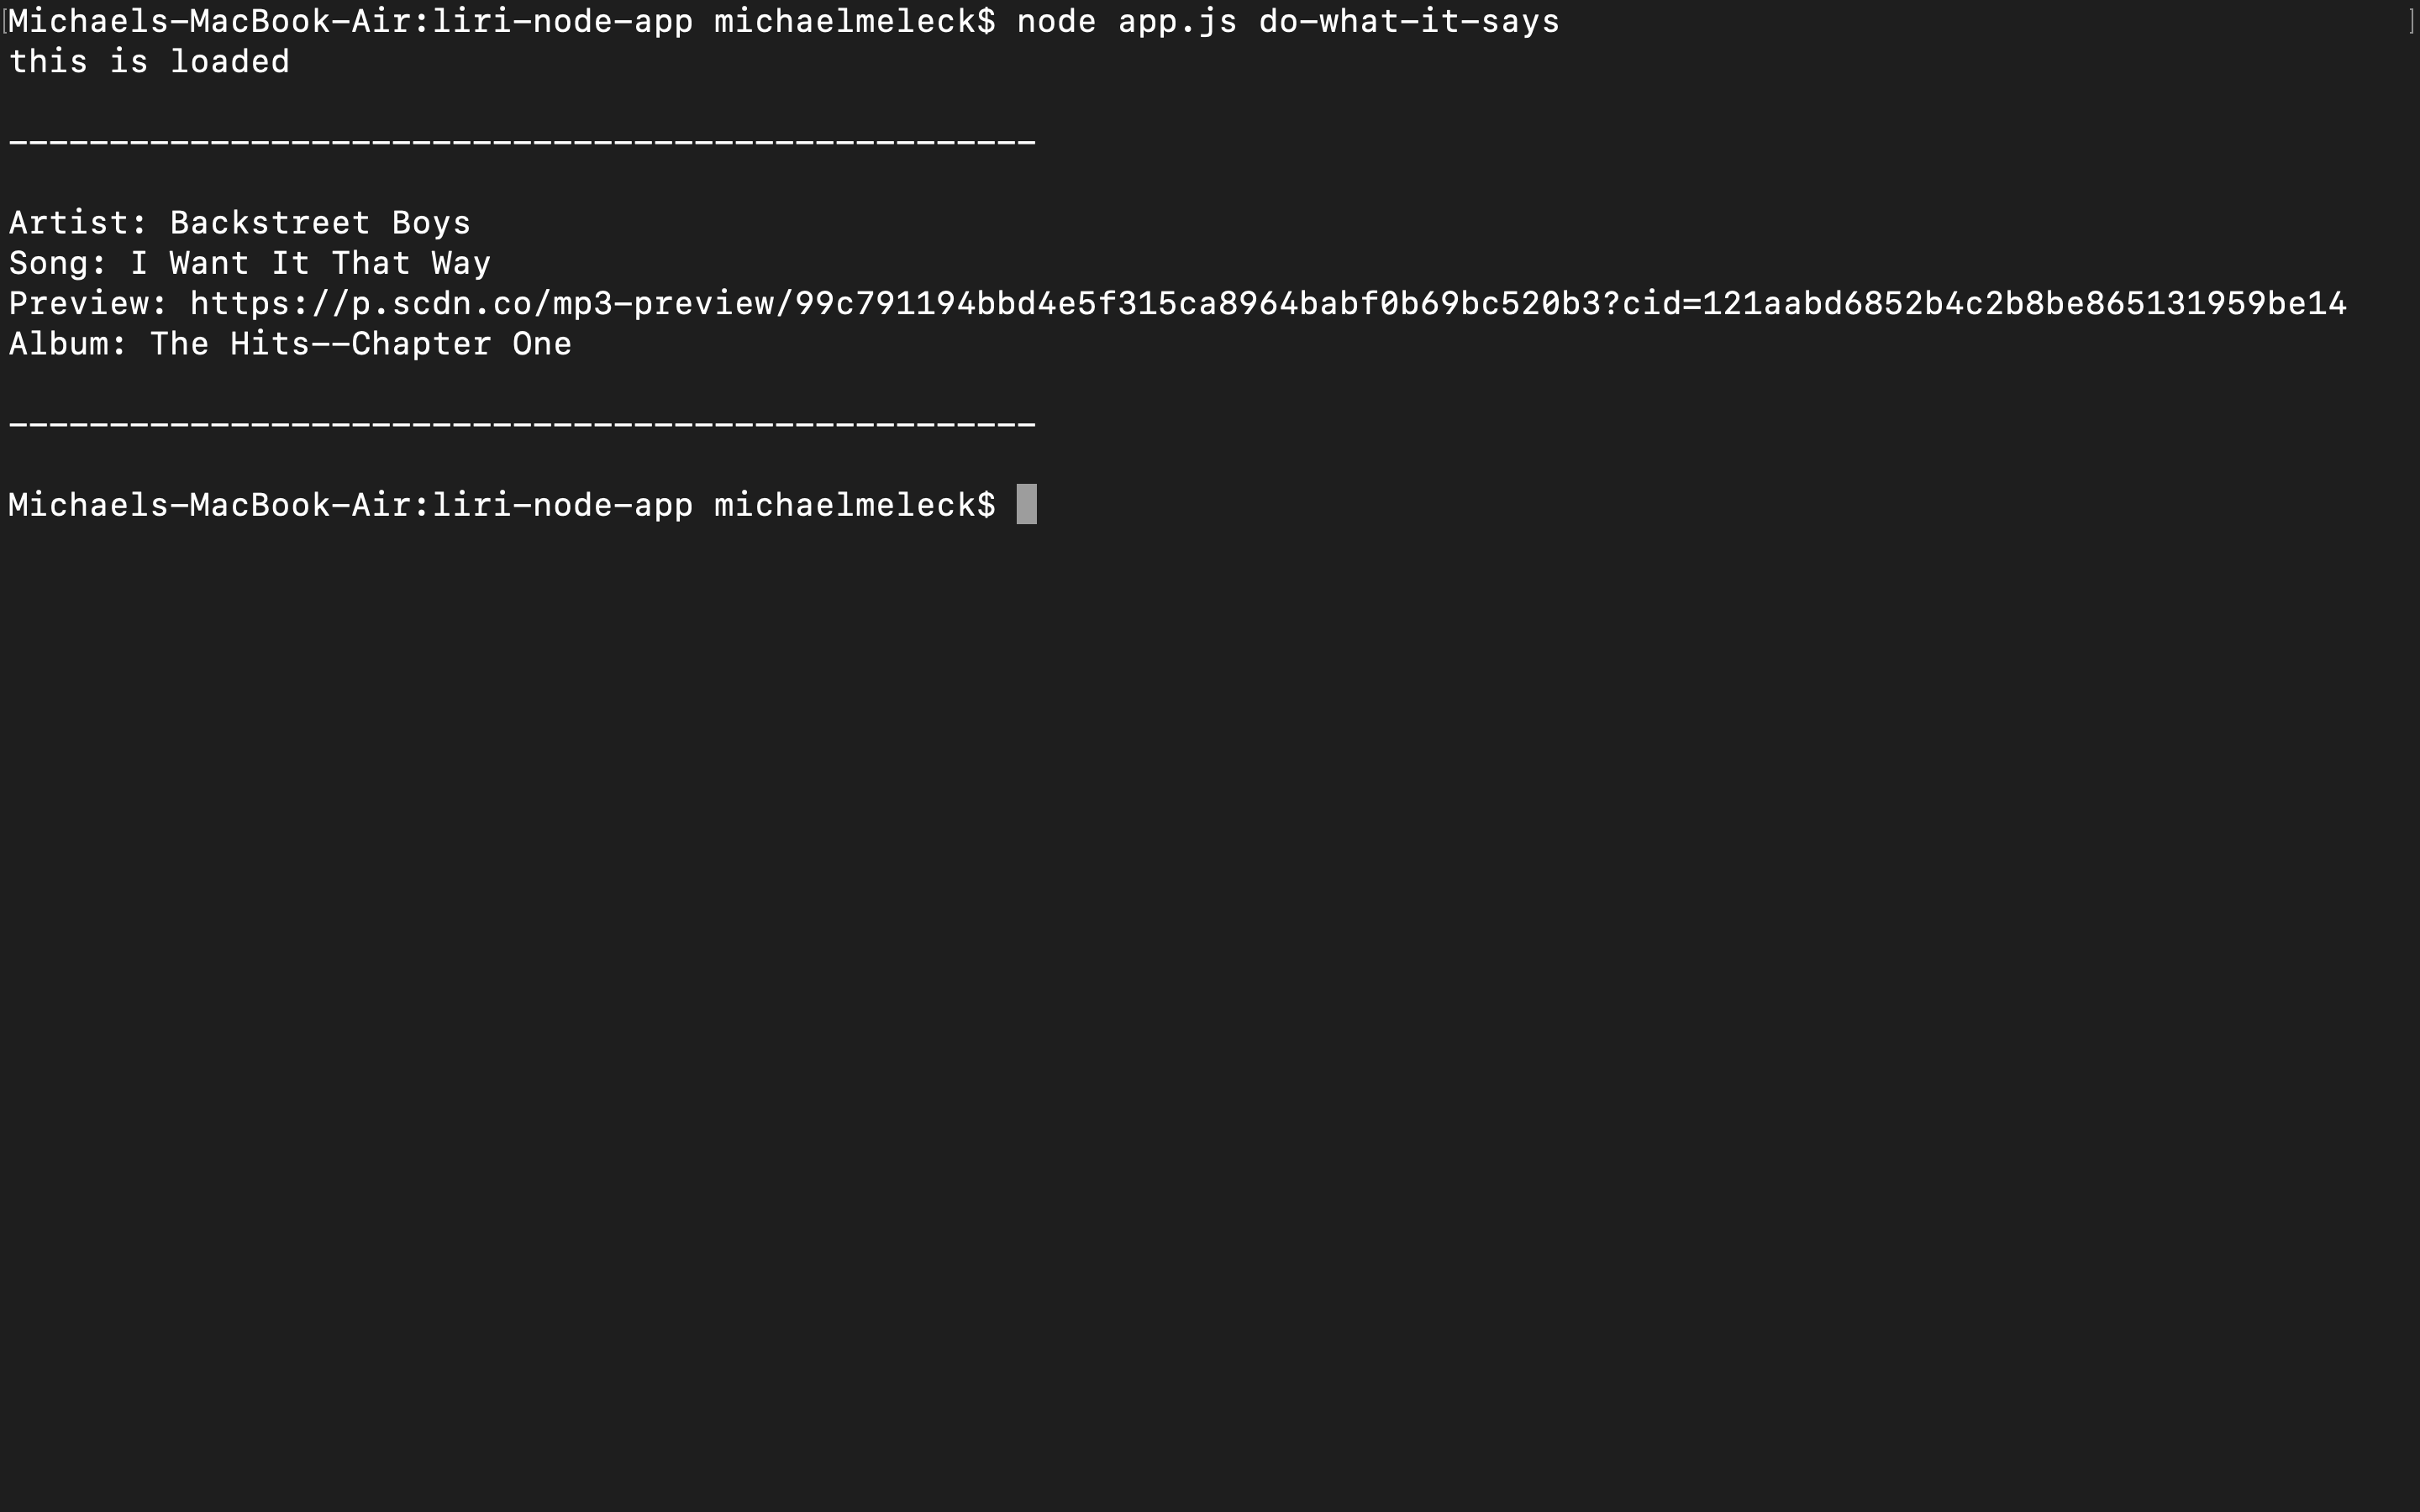 [Michaels-MacBook-Air:liri-node-app michaelmeleck$ node app.js do-what-it-says ]
this is loaded
---------------------------------------------------
Artist: Backstreet Boys
Song: I Want It That Way
Preview: https://p.scdn.co/mp3-preview/99c791194bbd4e5f315ca8964babf0b69bc520b3?cid=121aabd6852b4c2b8be865131959be14
Album: The Hits--Chapter One
---------------------------------------------------
Michaels-MacBook-Air:liri-node-app michaelmeleck$